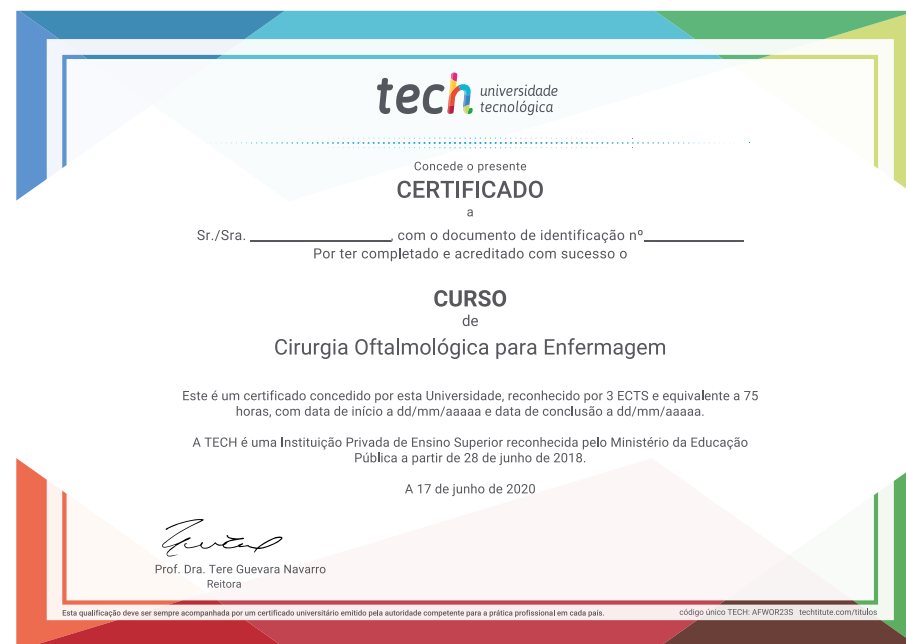 tech universidade
tecnológica
Concede o presente
CERTIFICADO
a
Sr./Sra. ____________________, com o documento de identificação nº______________
Por ter completado e acreditado com sucesso o
CURSO
de
Cirurgia Oftalmológica para Enfermagem
Este é um certificado concedido por esta Universidade, reconhecido por 3 ECTS e equivalente a 75
horas, com data de início a dd/mm/aaaaa e data de conclusão a dd/mm/aaaaa.
A TECH é uma Instituição Privada de Ensino Superior reconhecida pelo Ministério da Educação
Pública a partir de 28 de junho de 2018.
A 17 de junho de 2020
Prof. Dra. Tere Guevara Navarro
Reitora
Esta qualificação deve ser sempre acompanhada por um certificado universitário emitido pela autoridade competente para a prática profissional em cada país.
código único TECH: AFWOR23S techtitute.com/titulos